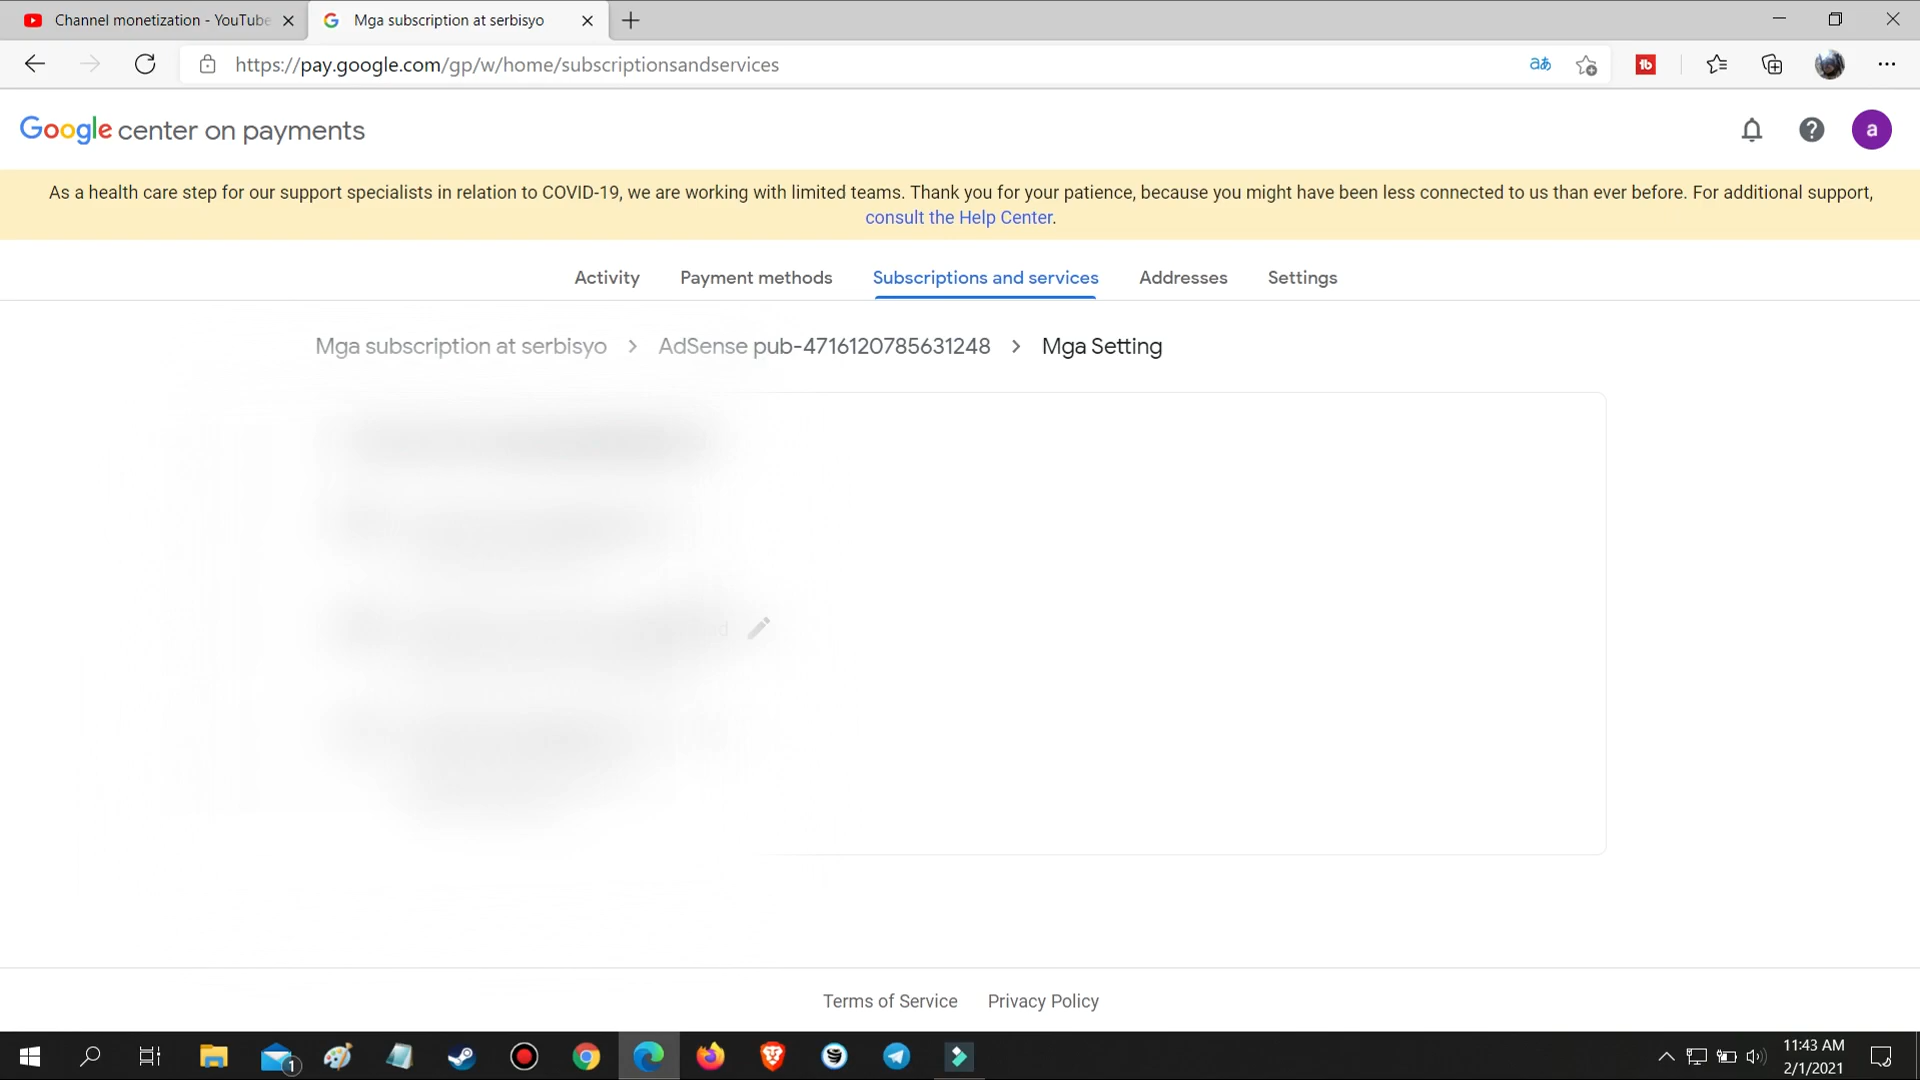 Channel monetization - YouTube
Mga subscription at serbisyo
https://pay.google.com/gp/w/home/subscriptionsandservices
Google center on payments
a
As a health care step for our support specialists in relation to COVID-19, we are working with limited teams. Thank you for your patience, because you might have been less connected to us than ever before. For additional support,
consult the Help Center.
Activity Payment methods Subscriptions and services Addresses Settings
Mga subscription at serbisyo > AdSense pub-4716120785631248 > Mga Setting
Terms of Service Privacy Policy
1
11:43 AM
2/1/2021